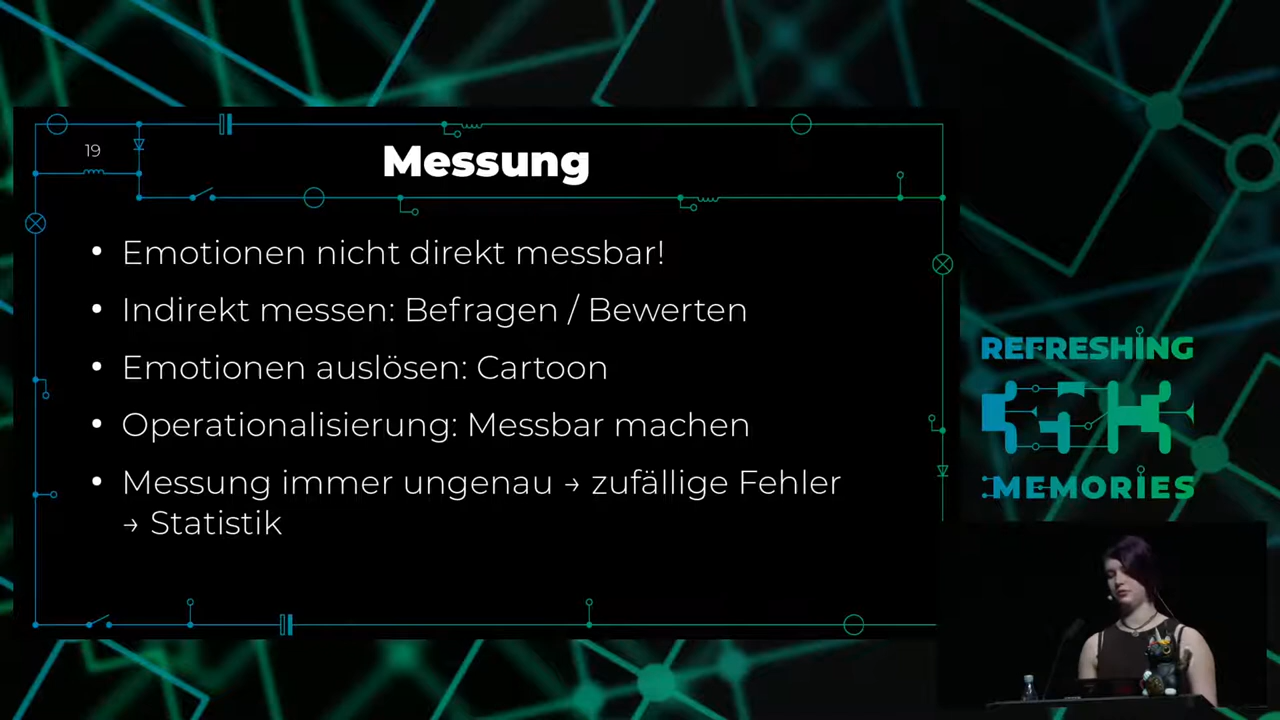 19
Messung
• Emotionen nicht direkt messbar!
• Indirekt messen: Befragen / Bewerten
• Emotionen auslösen: Cartoon
• Operationalisierung: Messbar machen
• Messung immer ungenau → zufällige Fehler
→ Statistik
REFRESHING
MEMORIES